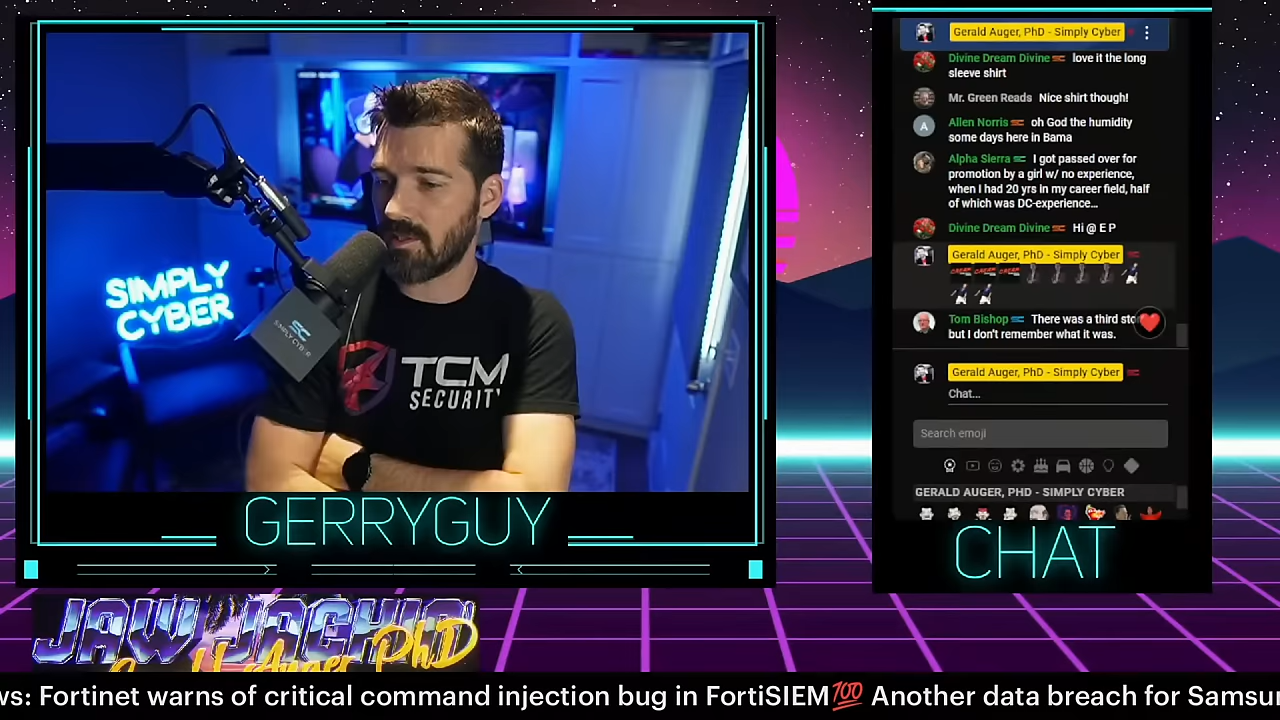 SIMPLY
CYBER
SIMPLY CYBER
TCM
SECURITY
GERRYGUY
Gerald Auger, PhD - Simply Cyber
Divine Dream Divine love it the long
sleeve shirt
Mr. Green Reads Nice shirt though!
A Allen Norris oh God the humidity
some days here in Bama
Alpha Sierra I got passed over for
promotion by a girl w/ no experience,
when I had 20 yrs in my career field, half
of which was DC-experience...
Divine Dream Divine Hi @ E P
Gerald Auger, PhD - Simply Cyber
Tom Bishop There was a third
but I don't remember what it was.
Gerald Auger, PhD - Simply Cyber
Chat...
Search emoji
GERALD AUGER, PHD - SIMPLY CYBER
CHAT
JAW JACKING
PhD
Fortinet warns of critical command injection bug in FortiSIEM💯 Another data breach for